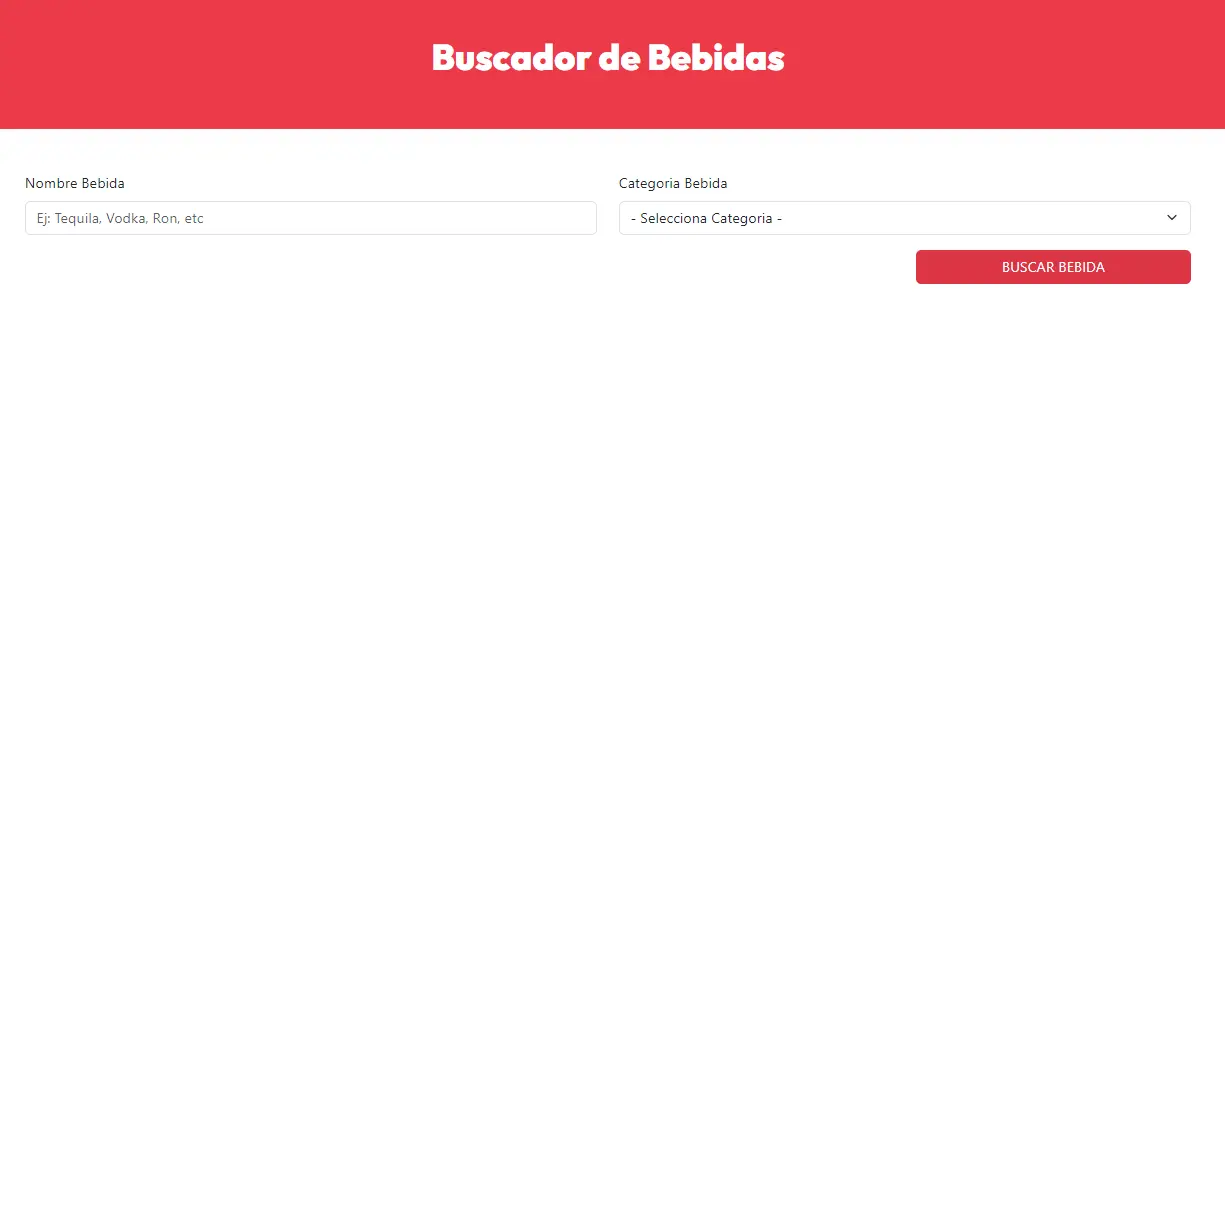 Buscador de Bebidas
Nombre Bebida
Ej: Tequila, Vodka, Ron, etc
Categoria Bebida
- Selecciona Categoria -
BUSCAR BEBIDA